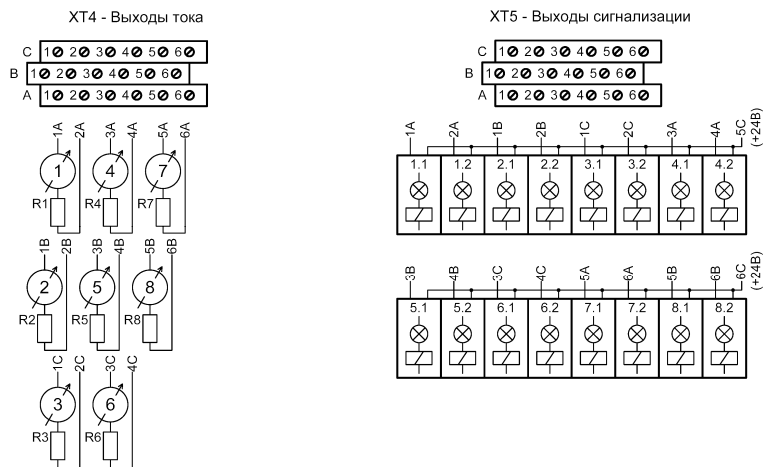 XT4 - Выходы тока
C 1 2 3 4 5 6
B 1 2 3 4 5 6
A 1 2 3 4 5 6
1A 2A 3A 4A 5A 6A
1 4 7
R1 R4 R7
1B 2B 3B 4B 5B 6B
2 5 8
R2 R5 R8
1C 2C 3C 4C
3 6
R3 R6
XT5 - Выходы сигнализации
C 1 2 3 4 5 6
B 1 2 3 4 5 6
A 1 2 3 4 5 6
1A 2A 1B 2B 1C 2C 3A 4A 5C (+24B)
1.1 1.2 2.1 2.2 3.1 3.2 4.1 4.2
3B 4B 3C 4C 5A 6A 5B 6B 6C (+24B)
5.1 5.2 6.1 6.2 7.1 7.2 8.1 8.2